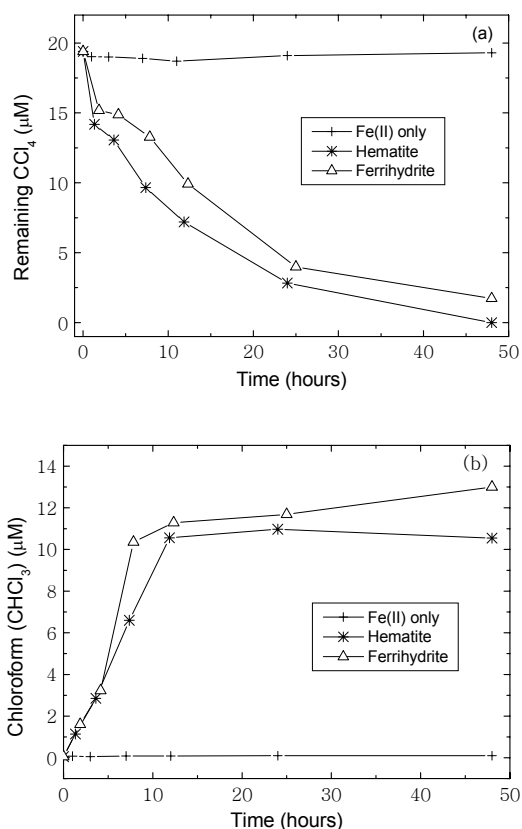 (a)
20
15
10
5
0
Remaining CCl₄ (μM)
Fe(II) only
Hematite
Ferrihydrite
0 10 20 30 40 50
Time (hours)
(b)
14
12
10
8
6
4
2
0
Chloroform (CHCl₃) (μM)
Fe(II) only
Hematite
Ferrihydrite
0 10 20 30 40 50
Time (hours)